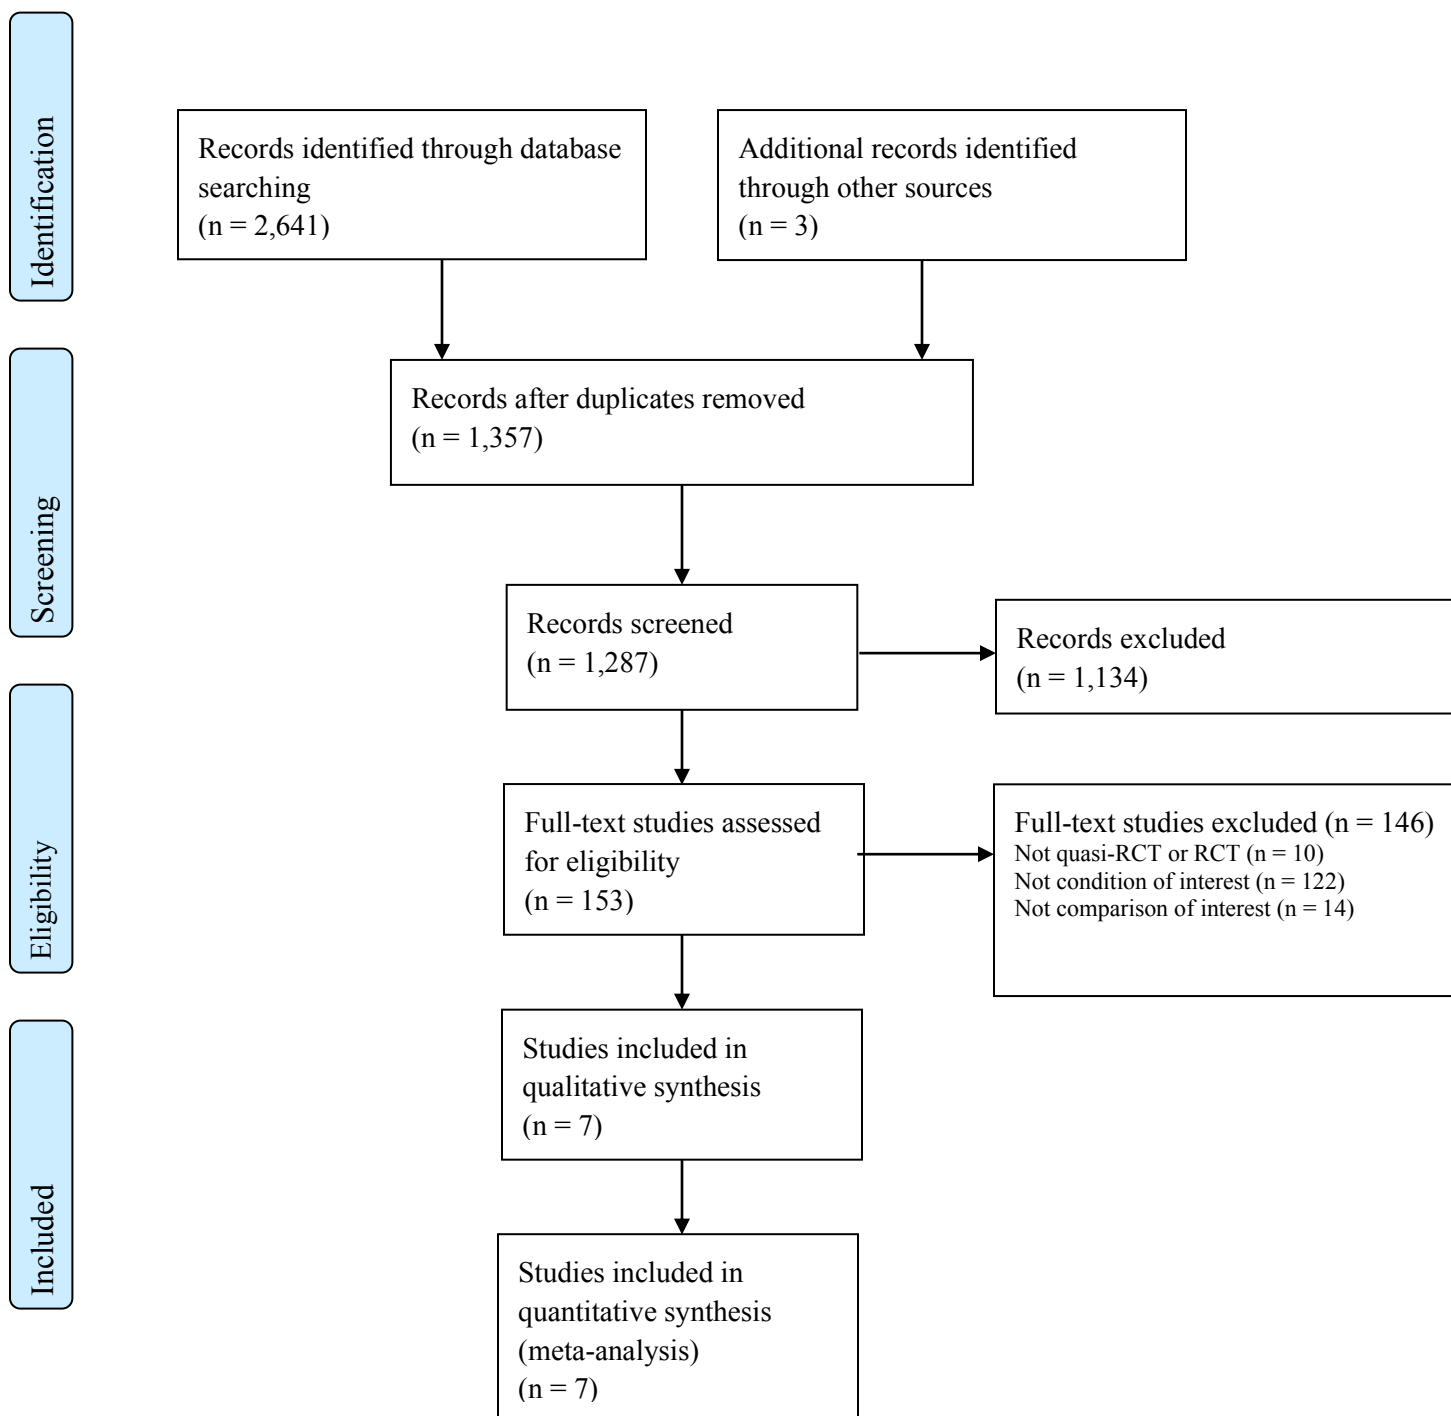 Identification
Records identified through database
searching
(n = 2,641)
Additional records identified
through other sources
(n = 3)
Records after duplicates removed
(n = 1,357)
Screening
Records screened
(n = 1,287)
Records excluded
(n = 1,134)
Eligibility
Full-text studies assessed
for eligibility
(n = 153)
Full-text studies excluded (n = 146)
Not quasi-RCT or RCT (n = 10)
Not condition of interest (n = 122)
Not comparison of interest (n = 14)
Included
Studies included in
qualitative synthesis
(n = 7)
Studies included in
quantitative synthesis
(meta-analysis)
(n = 7)